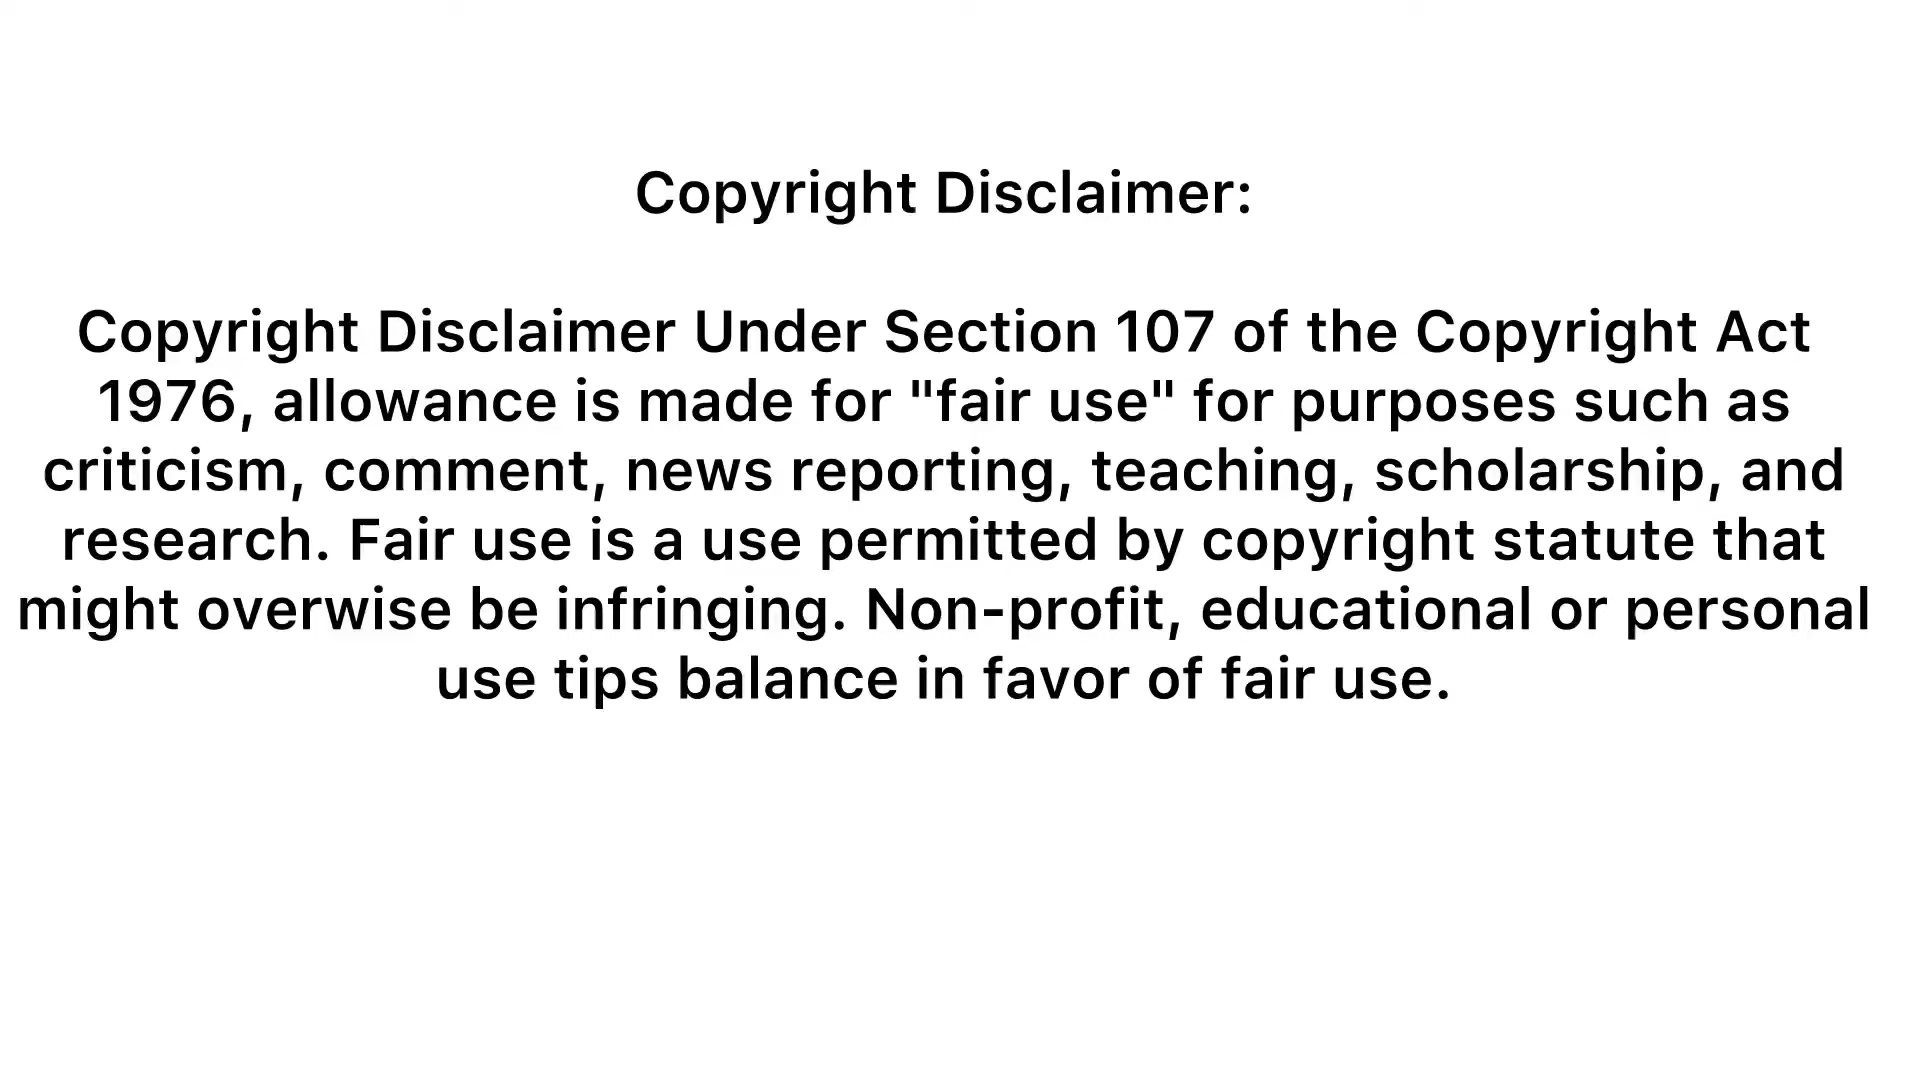 Copyright Disclaimer:
Copyright Disclaimer Under Section 107 of the Copyright Act
1976, allowance is made for "fair use" for purposes such as
criticism, comment, news reporting, teaching, scholarship, and
research. Fair use is a use permitted by copyright statute that
might overwise be infringing. Non-profit, educational or personal
use tips balance in favor of fair use.